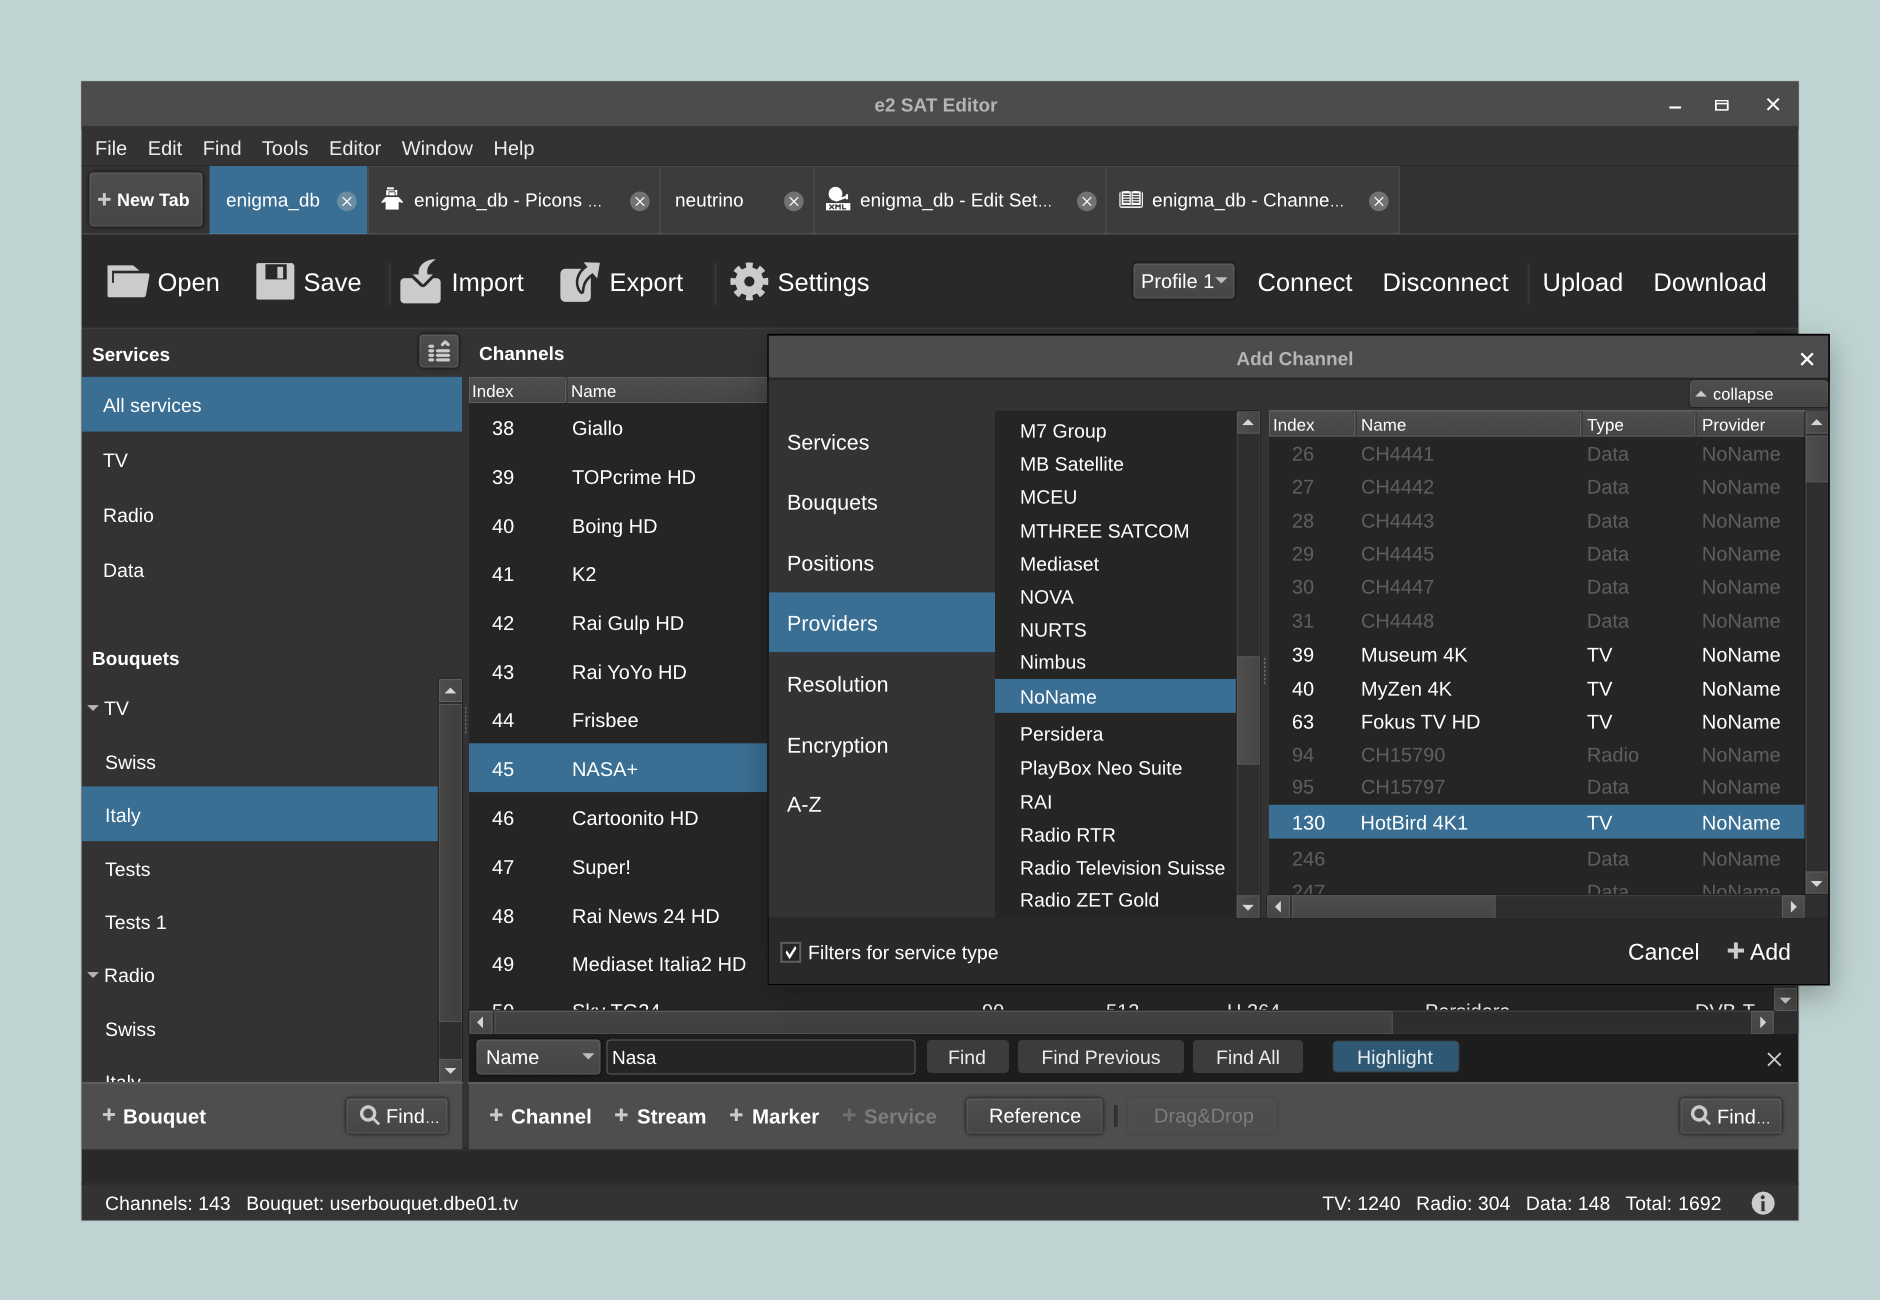 e2 SAT Editor
File Edit Find Tools Editor Window Help
+ New Tab
enigma_db
enigma_db - Picons ...
neutrino
XML
enigma_db - Edit Set...
enigma_db - Channe...
Open Save Import Export Settings
Profile 1 Connect Disconnect Upload Download
Services
All services
TV
Radio
Data
Bouquets
TV
Swiss
Italy
Tests
Tests 1
Radio
Swiss
Italy
+ Bouquet Find...
Channels
Index Name
38 Giallo
39 TOPcrime HD
40 Boing HD
41 K2
42 Rai Gulp HD
43 Rai YoYo HD
44 Frisbee
45 NASA+
46 Cartoonito HD
47 Super!
48 Rai News 24 HD
49 Mediaset Italia2 HD
50 Sky TG24 90 512 H.264 Persidera DVB-T
Name Nasa Find Find Previous Find All Highlight
+ Channel + Stream + Marker + Service Reference Drag&Drop Find...
Add Channel
collapse
Services
Bouquets
Positions
Providers
Resolution
Encryption
A-Z
M7 Group
MB Satellite
MCEU
MTHREE SATCOM
Mediaset
NOVA
NURTS
Nimbus
NoName
Persidera
PlayBox Neo Suite
RAI
Radio RTR
Radio Television Suisse
Radio ZET Gold
Index Name Type Provider
26 CH4441 Data NoName
27 CH4442 Data NoName
28 CH4443 Data NoName
29 CH4445 Data NoName
30 CH4447 Data NoName
31 CH4448 Data NoName
39 Museum 4K TV NoName
40 MyZen 4K TV NoName
63 Fokus TV HD TV NoName
94 CH15790 Radio NoName
95 CH15797 Data NoName
130 HotBird 4K1 TV NoName
246 Data NoName
247 Data NoName
Filters for service type
Cancel + Add
Channels: 143 Bouquet: userbouquet.dbe01.tv
TV: 1240 Radio: 304 Data: 148 Total: 1692